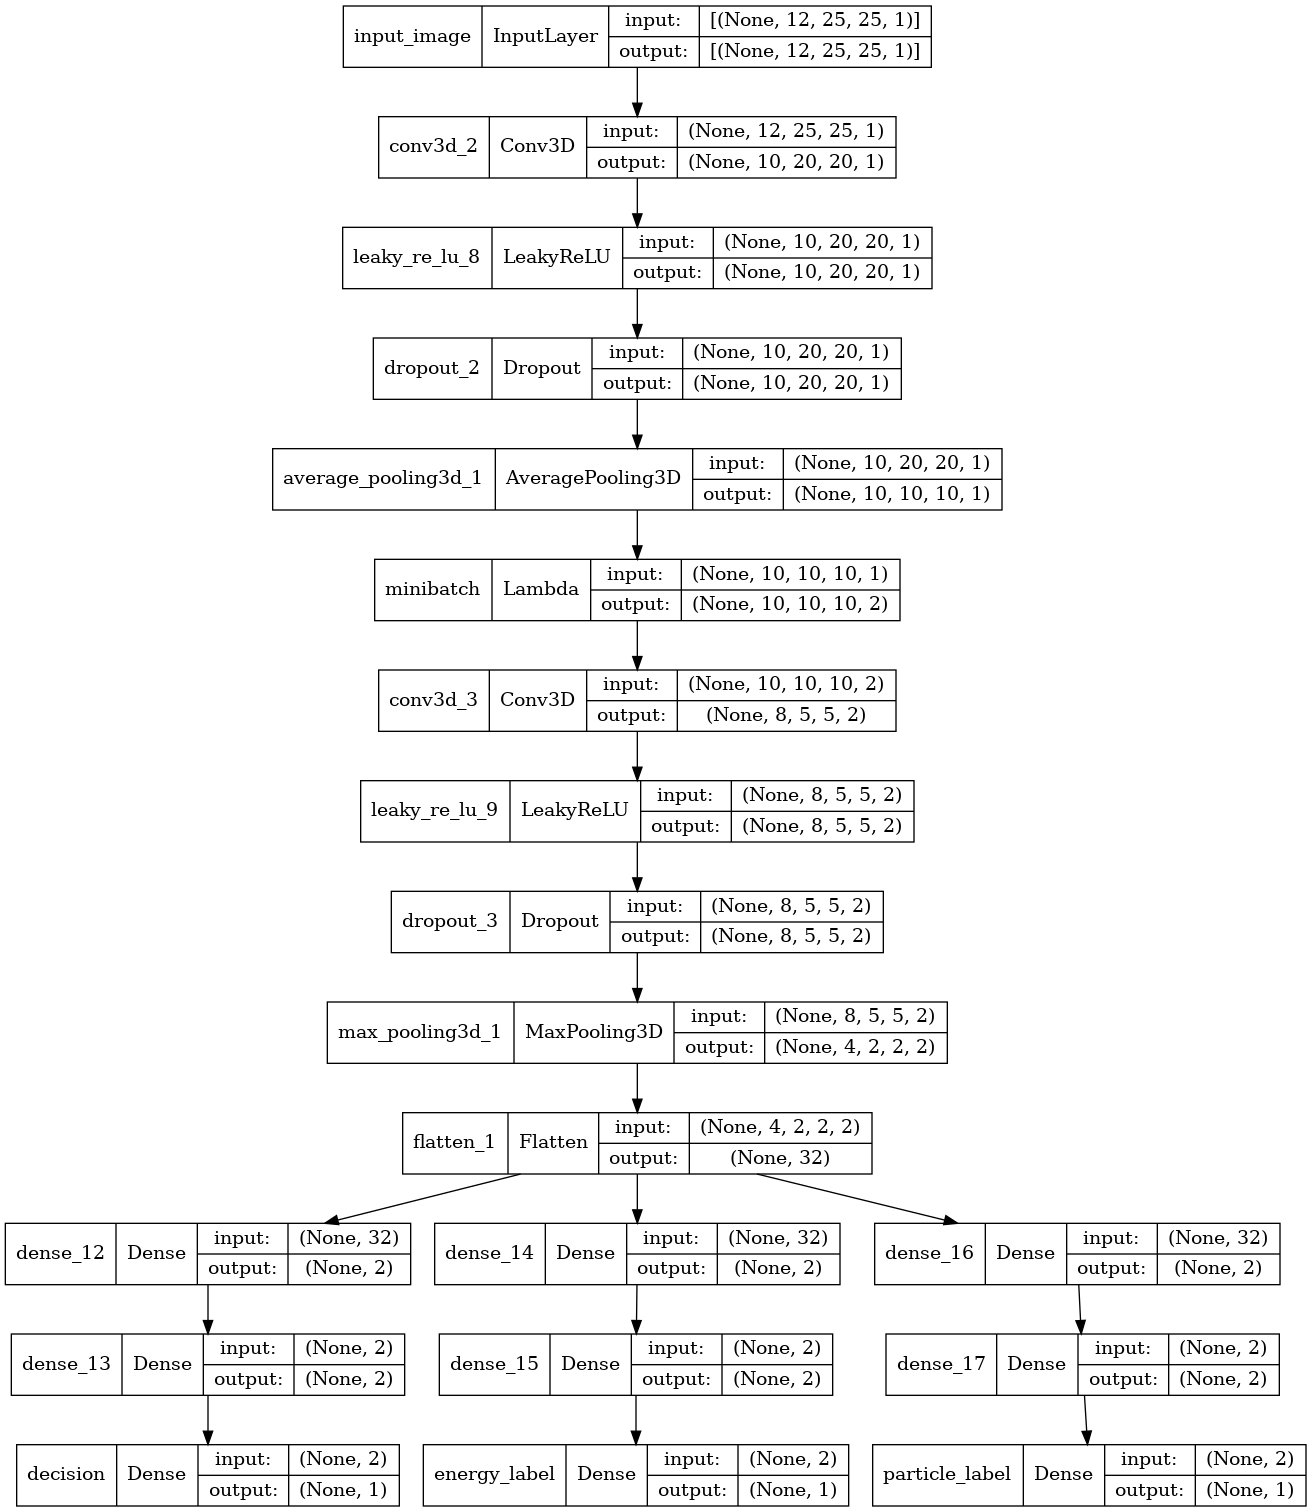 input_image InputLayer input: [(None, 12, 25, 25, 1)]
output: [(None, 12, 25, 25, 1)]
conv3d_2 Conv3D input: (None, 12, 25, 25, 1)
output: (None, 10, 20, 20, 1)
leaky_re_lu_8 LeakyReLU input: (None, 10, 20, 20, 1)
output: (None, 10, 20, 20, 1)
dropout_2 Dropout input: (None, 10, 20, 20, 1)
output: (None, 10, 20, 20, 1)
average_pooling3d_1 AveragePooling3D input: (None, 10, 20, 20, 1)
output: (None, 10, 10, 10, 1)
minibatch Lambda input: (None, 10, 10, 10, 1)
output: (None, 10, 10, 10, 2)
conv3d_3 Conv3D input: (None, 10, 10, 10, 2)
output: (None, 8, 5, 5, 2)
leaky_re_lu_9 LeakyReLU input: (None, 8, 5, 5, 2)
output: (None, 8, 5, 5, 2)
dropout_3 Dropout input: (None, 8, 5, 5, 2)
output: (None, 8, 5, 5, 2)
max_pooling3d_1 MaxPooling3D input: (None, 8, 5, 5, 2)
output: (None, 4, 2, 2, 2)
flatten_1 Flatten input: (None, 4, 2, 2, 2)
output: (None, 32)
dense_12 Dense input: (None, 32)
output: (None, 2)
dense_14 Dense input: (None, 32)
output: (None, 2)
dense_16 Dense input: (None, 32)
output: (None, 2)
dense_13 Dense input: (None, 2)
output: (None, 2)
dense_15 Dense input: (None, 2)
output: (None, 2)
dense_17 Dense input: (None, 2)
output: (None, 2)
decision Dense input: (None, 2)
output: (None, 1)
energy_label Dense input: (None, 2)
output: (None, 1)
particle_label Dense input: (None, 2)
output: (None, 1)